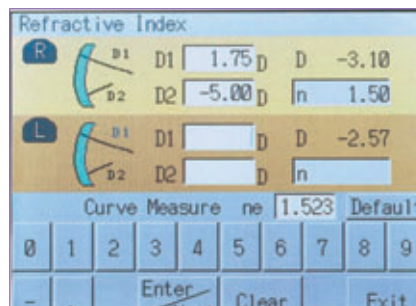 Refractive Index
R D1 D1 1.75 D D -3.10
D2 D2 -5.00 D n 1.50
L D1 D1 D D -2.57
D2 D2 D n
Curve Measure ne 1.523 Default
0 1 2 3 4 5 6 7 8 9
- . Enter Clear Exit